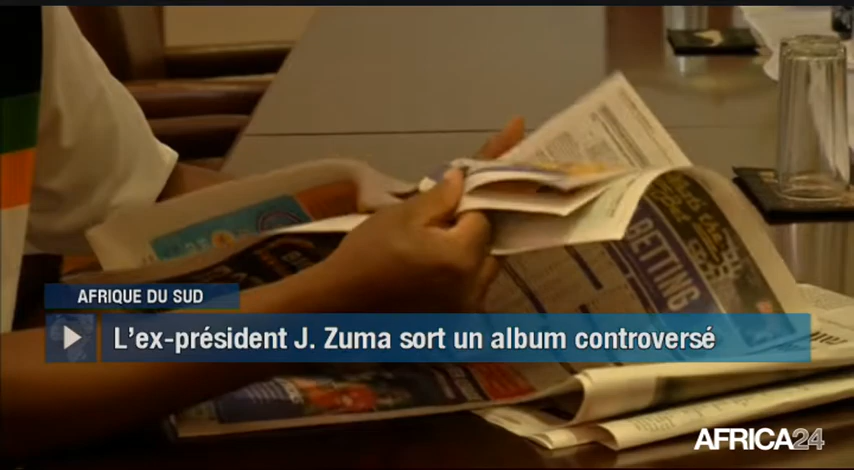 BETTING
AFRIQUE DU SUD
L'ex-président J. Zuma sort un album controversé
AFRICA24